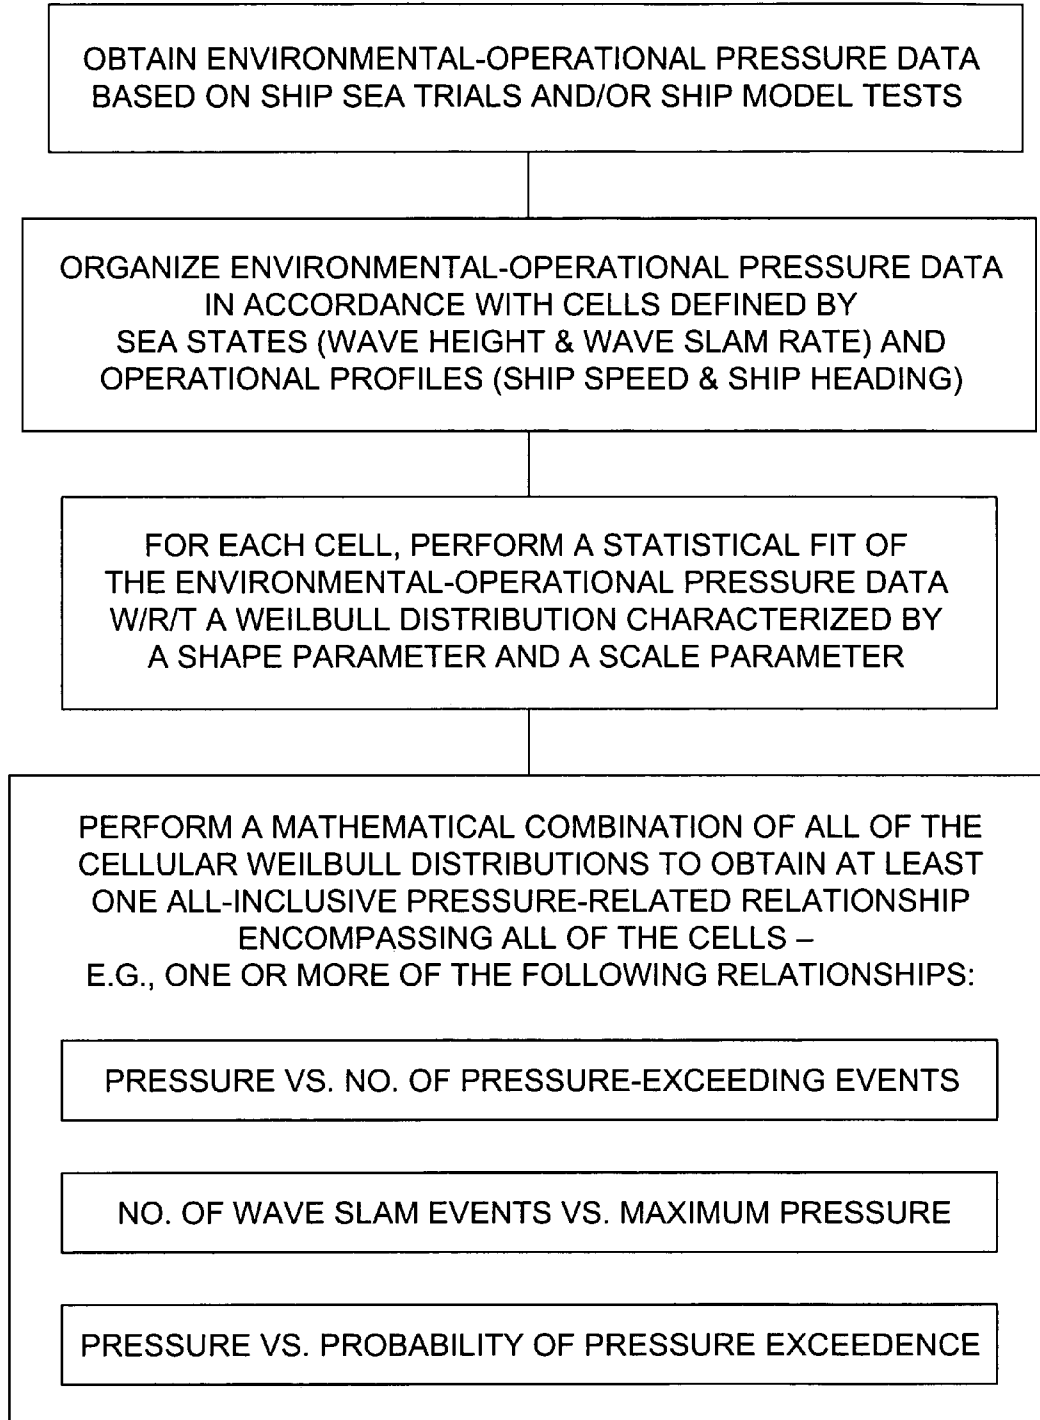 OBTAIN ENVIRONMENTAL-OPERATIONAL PRESSURE DATA
BASED ON SHIP SEA TRIALS AND/OR SHIP MODEL TESTS
ORGANIZE ENVIRONMENTAL-OPERATIONAL PRESSURE DATA
IN ACCORDANCE WITH CELLS DEFINED BY
SEA STATES (WAVE HEIGHT & WAVE SLAM RATE) AND
OPERATIONAL PROFILES (SHIP SPEED & SHIP HEADING)
FOR EACH CELL, PERFORM A STATISTICAL FIT OF
THE ENVIRONMENTAL-OPERATIONAL PRESSURE DATA
W/R/T A WEILBULL DISTRIBUTION CHARACTERIZED BY
A SHAPE PARAMETER AND A SCALE PARAMETER
PERFORM A MATHEMATICAL COMBINATION OF ALL OF THE
CELLULAR WEILBULL DISTRIBUTIONS TO OBTAIN AT LEAST
ONE ALL-INCLUSIVE PRESSURE-RELATED RELATIONSHIP
ENCOMPASSING ALL OF THE CELLS –
E.G., ONE OR MORE OF THE FOLLOWING RELATIONSHIPS:
PRESSURE VS. NO. OF PRESSURE-EXCEEDING EVENTS
NO. OF WAVE SLAM EVENTS VS. MAXIMUM PRESSURE
PRESSURE VS. PROBABILITY OF PRESSURE EXCEEDENCE